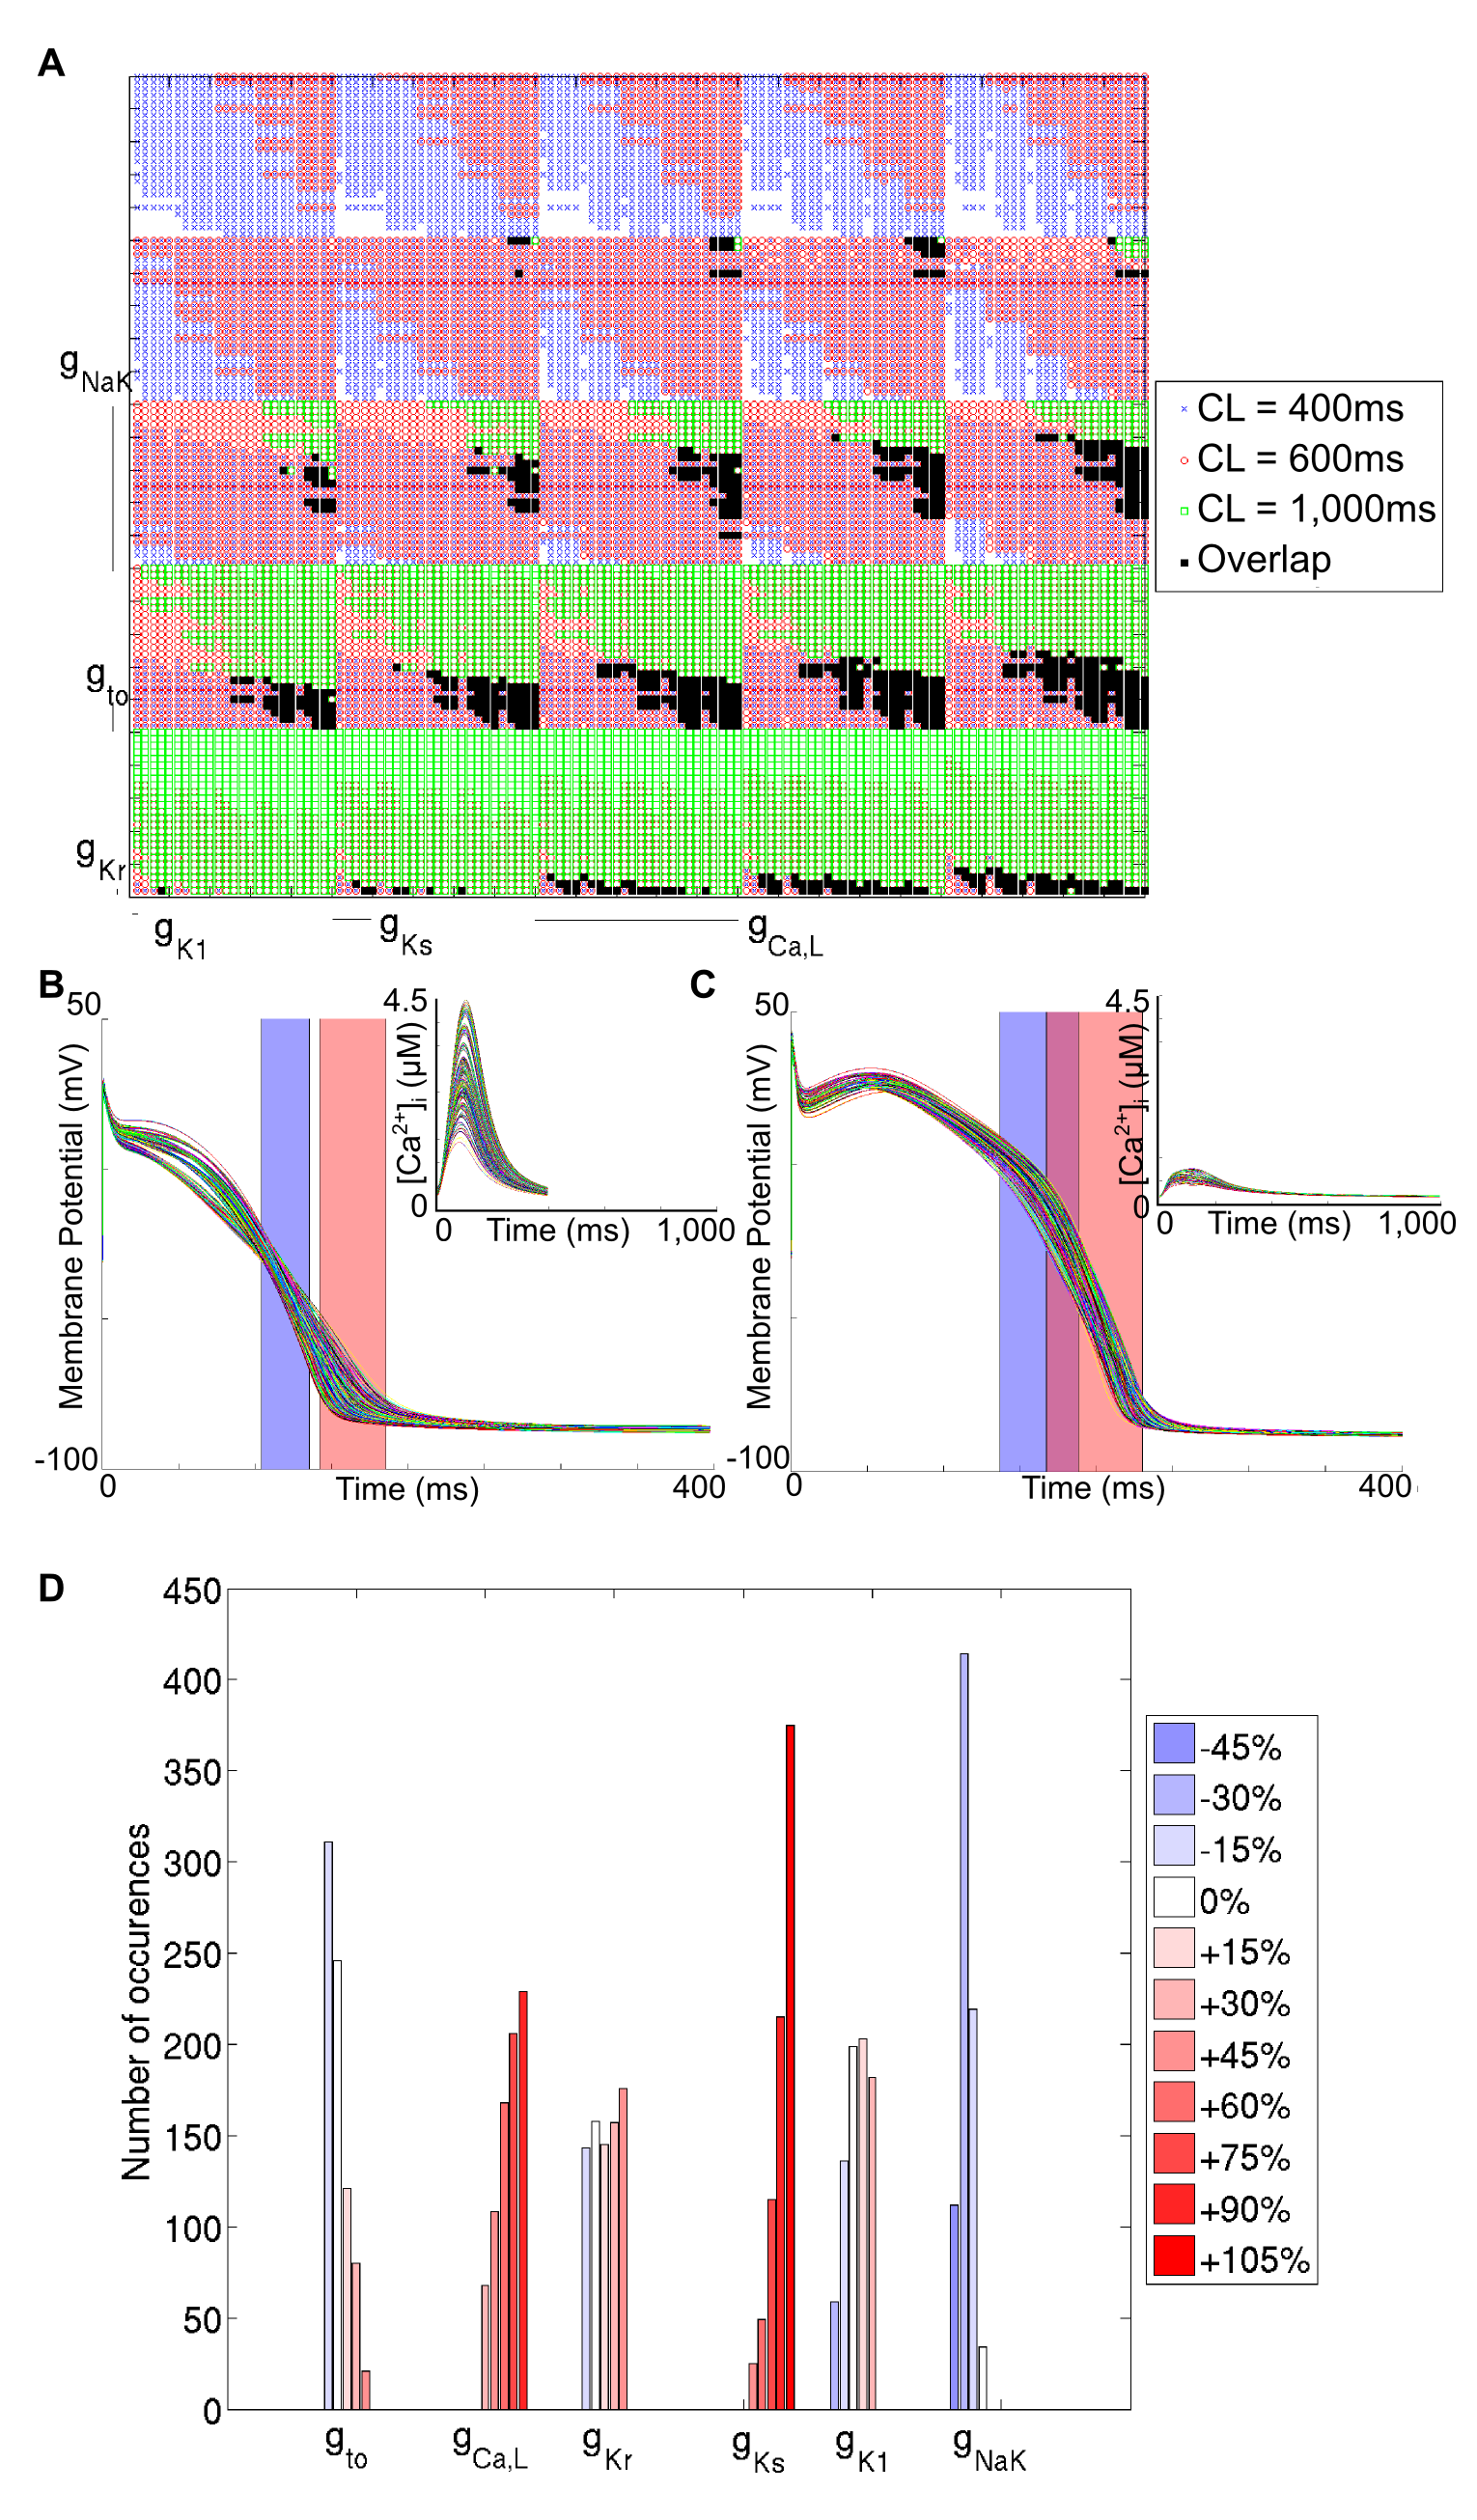 A
g NaK
g to
g Kr
g K1
g Ks
g Ca,L
CL = 400ms
CL = 600ms
CL = 1,000ms
Overlap
B
50
-100
Membrane Potential (mV)
0
Time (ms)
400
4.5
0
[Ca2+]i (µM)
0
Time (ms)
1,000
C
50
-100
Membrane Potential (mV)
0
Time (ms)
400
4.5
0
[Ca2+]i (µM)
0
Time (ms)
1,000
D
450
400
350
300
250
200
150
100
50
0
Number of occurences
g to
g Ca,L
g Kr
g Ks
g K1
g NaK
-45%
-30%
-15%
0%
+15%
+30%
+45%
+60%
+75%
+90%
+105%